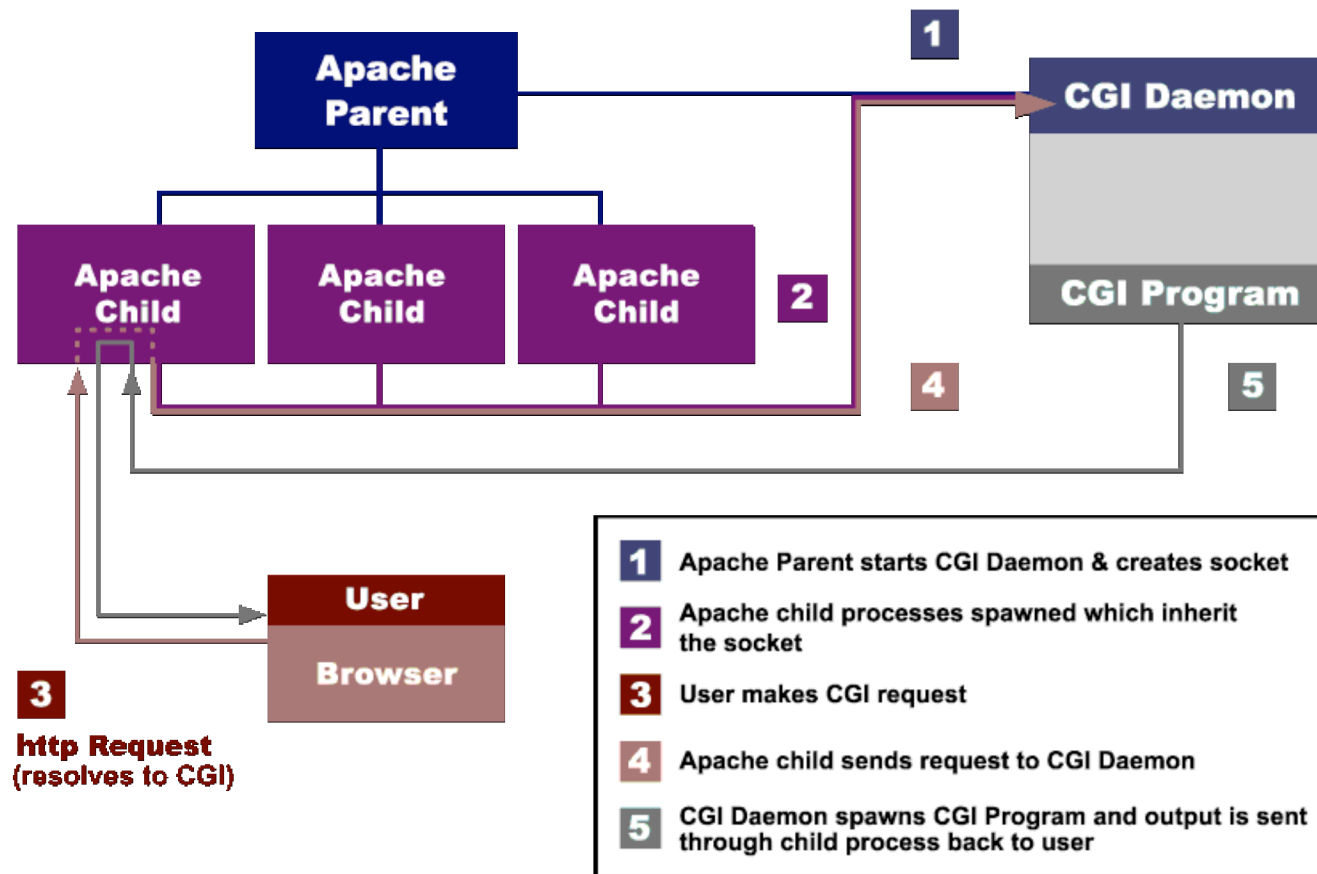 1
Apache
Parent
CGI Daemon
Apache
Child
Apache
Child
Apache
Child
2
CGI Program
4
5
User
Browser
3
http Request
(resolves to CGI)
1 Apache Parent starts CGI Daemon & creates socket
2 Apache child processes spawned which inherit
the socket
3 User makes CGI request
4 Apache child sends request to CGI Daemon
5 CGI Daemon spawns CGI Program and output is sent
through child process back to user